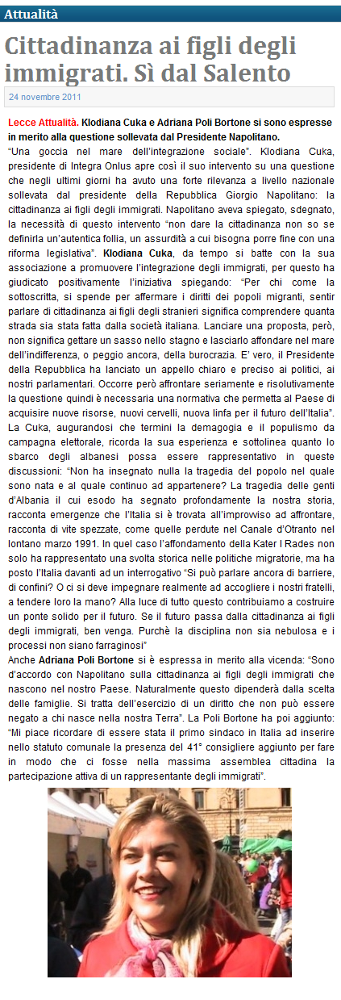 Attualità
Cittadinanza ai figli degli
immigrati. Sì dal Salento
24 novembre 2011
Lecce Attualità. Klodiana Cuka e Adriana Poli Bortone si sono espresse
in merito alla questione sollevata dal Presidente Napolitano.
“Una goccia nel mare dell’integrazione sociale”. Klodiana Cuka,
presidente di Integra Onlus apre così il suo intervento su una questione
che negli ultimi giorni ha avuto una forte rilevanza a livello nazionale
sollevata dal presidente della Repubblica Giorgio Napolitano: la
cittadinanza ai figli degli immigrati. Napolitano aveva spiegato, sdegnato,
la necessità di questo intervento “non dare la cittadinanza non so se
definirla un’autentica follia, un assurdità a cui bisogna porre fine con una
riforma legislativa”. Klodiana Cuka, da tempo si batte con la sua
associazione a promuovere l’integrazione degli immigrati, per questo ha
giudicato positivamente l’iniziativa spiegando: “Per chi come la
sottoscritta, si spende per affermare i diritti dei popoli migranti, sentir
parlare di cittadinanza ai figli degli stranieri significa comprendere quanta
strada sia stata fatta dalla società italiana. Lanciare una proposta, però,
non significa gettare un sasso nello stagno e lasciarlo affondare nel mare
dell’indifferenza, o peggio ancora, della burocrazia. E’ vero, il Presidente
della Repubblica ha lanciato un appello chiaro e preciso ai politici, ai
nostri parlamentari. Occorre però affrontare seriamente e risolutivamente
la questione quindi è necessaria una normativa che permetta al Paese di
acquisire nuove risorse, nuovi cervelli, nuova linfa per il futuro dell’Italia”.
La Cuka, augurandosi che termini la demagogia e il populismo da
campagna elettorale, ricorda la sua esperienza e sottolinea quanto lo
sbarco degli albanesi possa essere rappresentativo in queste
discussioni: “Non ha insegnato nulla la tragedia del popolo nel quale
sono nata e al quale continuo ad appartenere? La tragedia delle genti
d’Albania il cui esodo ha segnato profondamente la nostra storia,
racconta emergenze che l’Italia si è trovata all’improvviso ad affrontare,
racconta di vite spezzate, come quelle perdute nel Canale d’Otranto nel
lontano marzo 1991. In quel caso l’affondamento della Kater I Rades non
solo ha rappresentato una svolta storica nelle politiche migratorie, ma ha
posto l’Italia davanti ad un interrogativo “Si può parlare ancora di barriere,
di confini? O ci si deve impegnare realmente ad accogliere i nostri fratelli,
a tendere loro la mano? Alla luce di tutto questo contribuiamo a costruire
un ponte solido per il futuro. Se il futuro passa dalla cittadinanza ai figli
degli immigrati, ben venga. Purchè la disciplina non sia nebulosa e i
processi non siano farraginosi”
Anche Adriana Poli Bortone si è espressa in merito alla vicenda: “Sono
d’accordo con Napolitano sulla cittadinanza ai figli degli immigrati che
nascono nel nostro Paese. Naturalmente questo dipenderà dalla scelta
delle famiglie. Si tratta dell’esercizio di un diritto che non può essere
negato a chi nasce nella nostra Terra”. La Poli Bortone ha poi aggiunto:
“Mi piace ricordare di essere stata il primo sindaco in Italia ad inserire
nello statuto comunale la presenza del 41° consigliere aggiunto per fare
in modo che ci fosse nella massima assemblea cittadina la
partecipazione attiva di un rappresentante degli immigrati”.